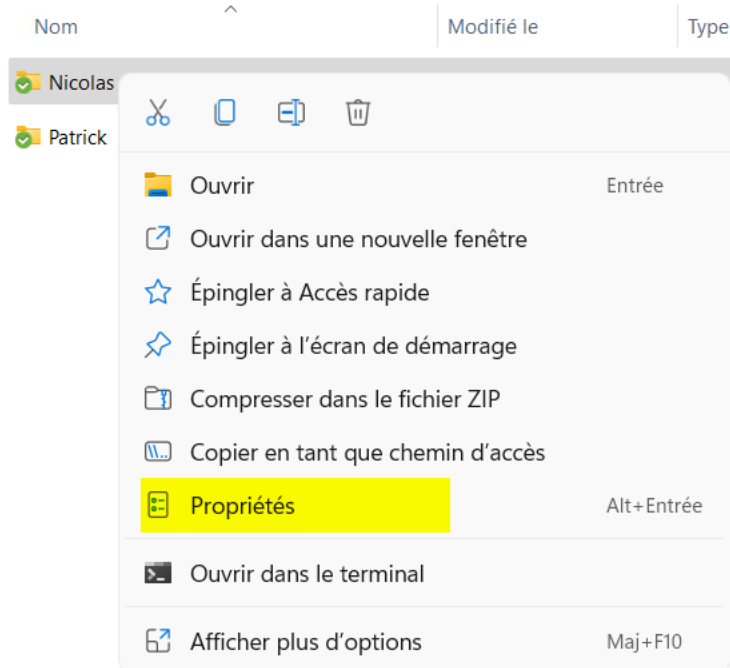 Nom Modifié le Type
Nicolas
Patrick
Ouvrir Entrée
Ouvrir dans une nouvelle fenêtre
Épingler à Accès rapide
Épingler à l’écran de démarrage
Compresser dans le fichier ZIP
Copier en tant que chemin d’accès
Propriétés Alt+Entrée
Ouvrir dans le terminal
Afficher plus d’options Maj+F10